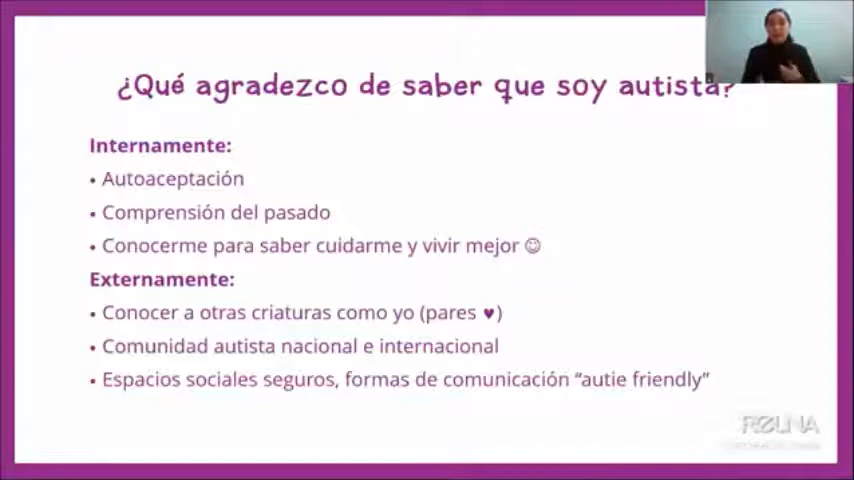 ¿Qué agradezco de saber que soy autista?
Internamente:
• Autoaceptación
• Comprensión del pasado
• Conocerme para saber cuidarme y vivir mejor ☺
Externamente:
• Conocer a otras criaturas como yo (pares ♥)
• Comunidad autista nacional e internacional
• Espacios sociales seguros, formas de comunicación “autie friendly”
REUNA